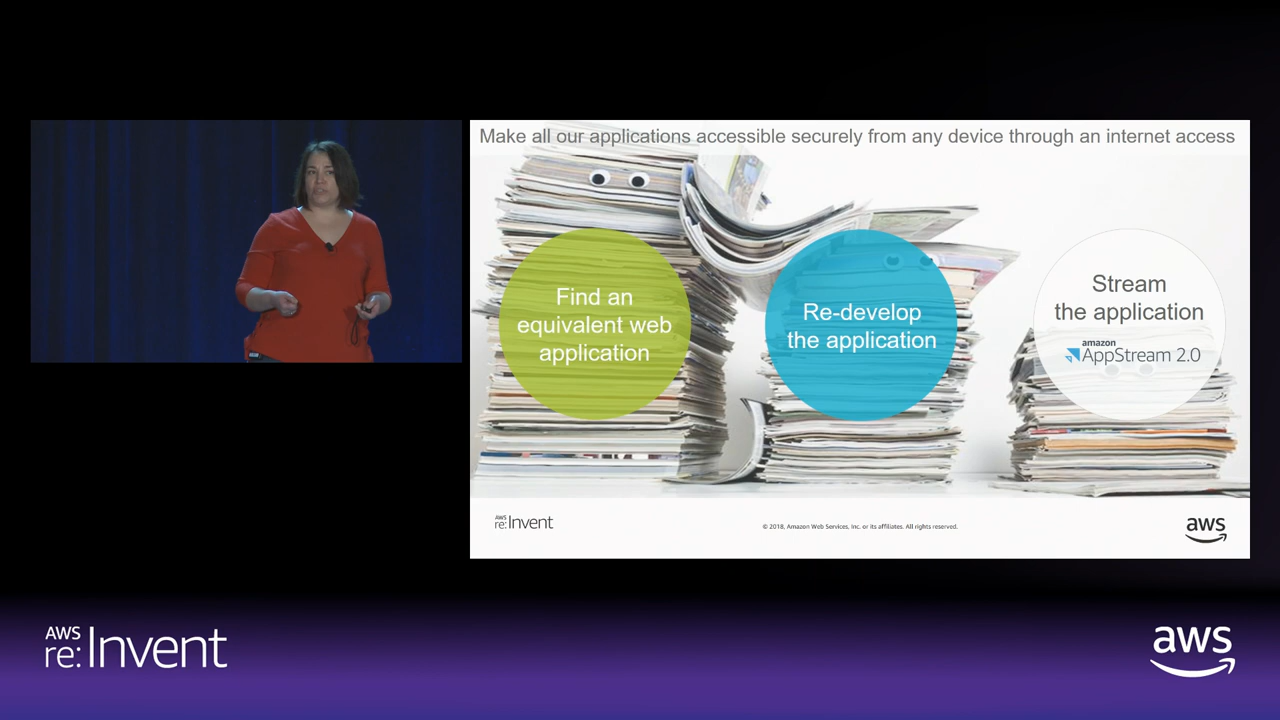 Make all our applications accessible securely from any device through an internet access
Find an
equivalent web
application
Re-develop
the application
Stream
the application
amazon
AppStream 2.0
AWS
re:Invent
© 2018, Amazon Web Services, Inc. or its affiliates. All rights reserved.
aws
AWS
re:Invent
aws